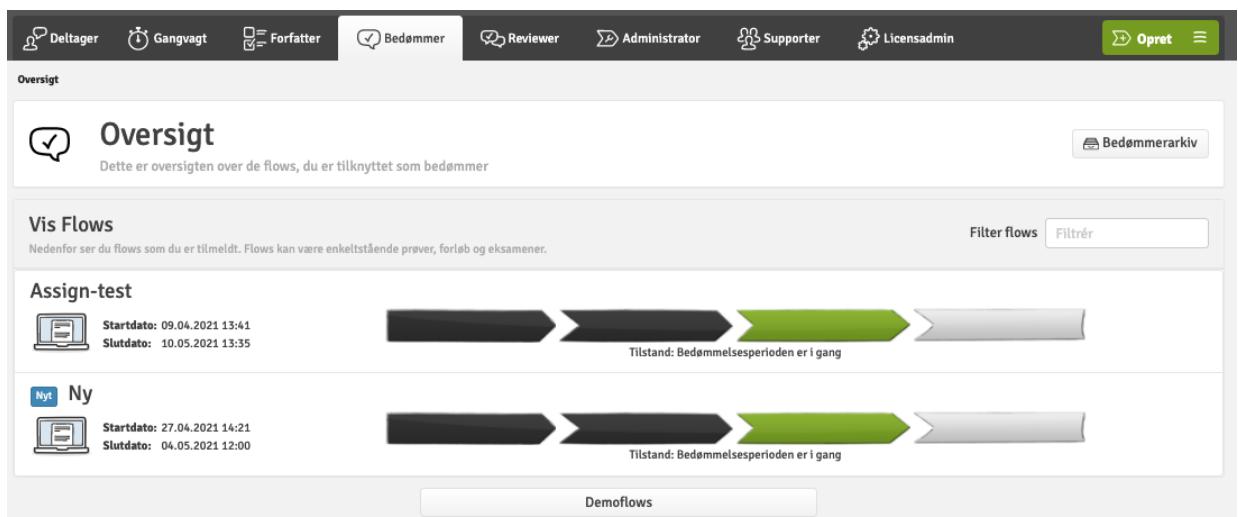 Deltager Gangvagt Forfatter Bedømmer Reviewer Administrator Supporter Licensadmin Opret
Oversigt
Oversigt
Dette er oversigten over de flows, du er tilknyttet som bedømmer
Bedømmerarkiv
Vis Flows
Nedenfor ser du flows som du er tilmeldt. Flows kan være enkeltstående prøver, forløb og eksamener.
Filter flows Filtrér
Assign-test
Startdato: 09.04.2021 13:41
Slutdato: 10.05.2021 13:35
Tilstand: Bedømmelsesperioden er i gang
Nyt Ny
Startdato: 27.04.2021 14:21
Slutdato: 04.05.2021 12:00
Tilstand: Bedømmelsesperioden er i gang
Demoflows